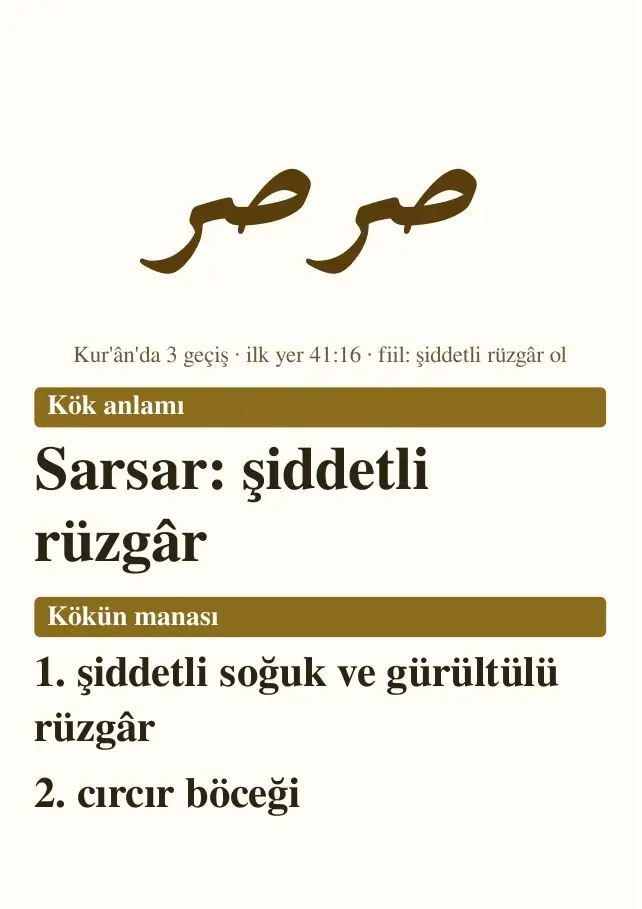 صرصر
Kur'ân'da 3 geçiş · ilk yer 41:16 · fiil: şiddetli rüzgâr ol
Kök anlamı
Sarsar: şiddetli
rüzgâr
Kökün manası
1. şiddetli soğuk ve gürültülü
rüzgâr
2. cırcır böceği